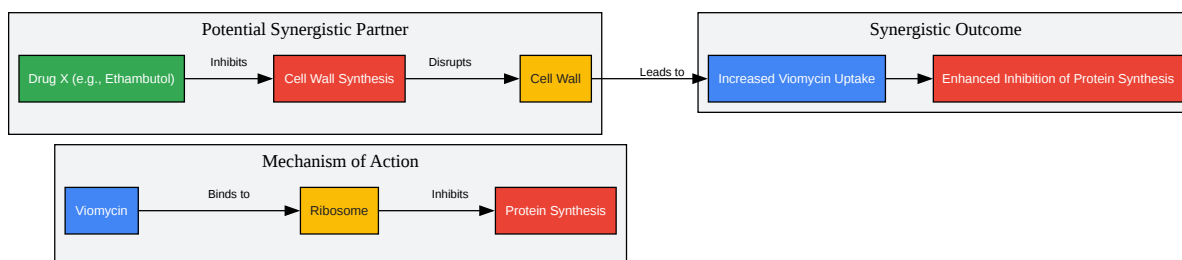 Potential Synergistic Partner
Drug X (e.g., Ethambutol)
Inhibits
Cell Wall Synthesis
Disrupts
Cell Wall
Leads to
Synergistic Outcome
Increased Viomycin Uptake
Enhanced Inhibition of Protein Synthesis
Mechanism of Action
Viomycin
Binds to
Ribosome
Inhibits
Protein Synthesis